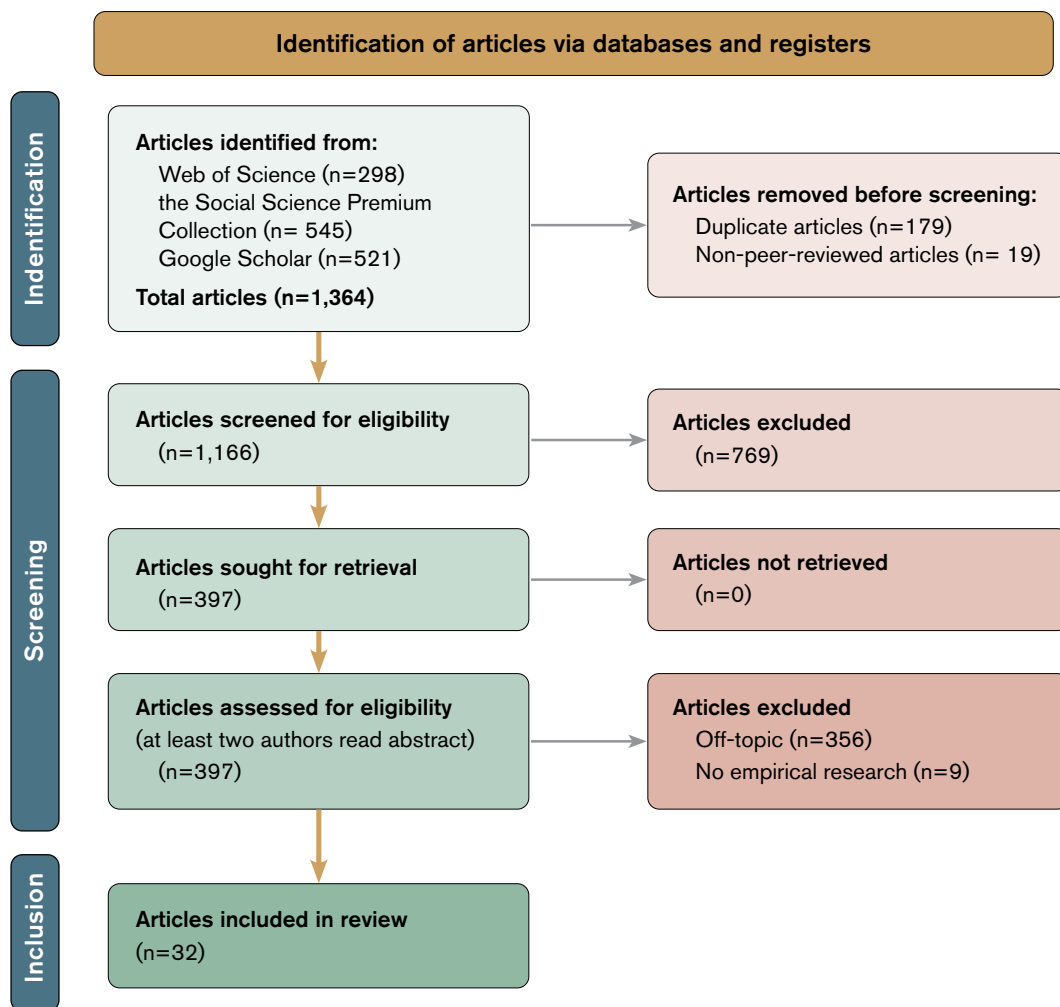 Identification of articles via databases and registers
Indentification
Articles identified from:
Web of Science (n=298)
the Social Science Premium
Collection (n= 545)
Google Scholar (n=521)
Total articles (n=1,364)
Articles removed before screening:
Duplicate articles (n=179)
Non-peer-reviewed articles (n= 19)
Screening
Articles screened for eligibility
(n=1,166)
Articles excluded
(n=769)
Articles sought for retrieval
(n=397)
Articles not retrieved
(n=0)
Articles assessed for eligibility
(at least two authors read abstract)
(n=397)
Articles excluded
Off-topic (n=356)
No empirical research (n=9)
Inclusion
Articles included in review
(n=32)